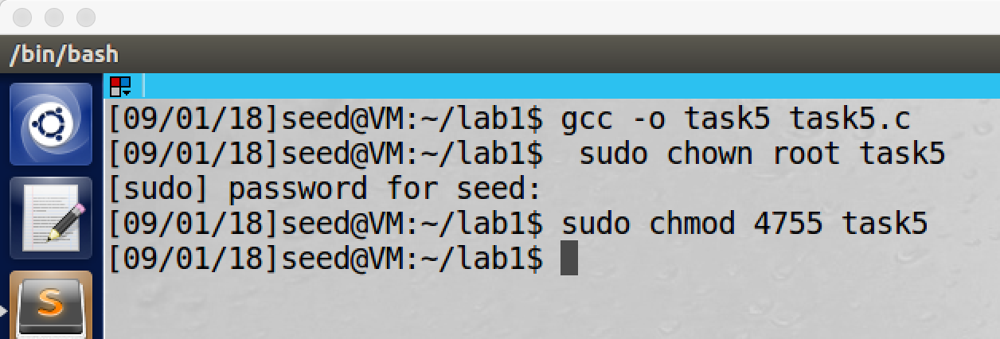 /bin/bash
[09/01/18]seed@VM:~/lab1$ gcc -o task5 task5.c
[09/01/18]seed@VM:~/lab1$  sudo chown root task5
[sudo] password for seed:
[09/01/18]seed@VM:~/lab1$ sudo chmod 4755 task5
[09/01/18]seed@VM:~/lab1$